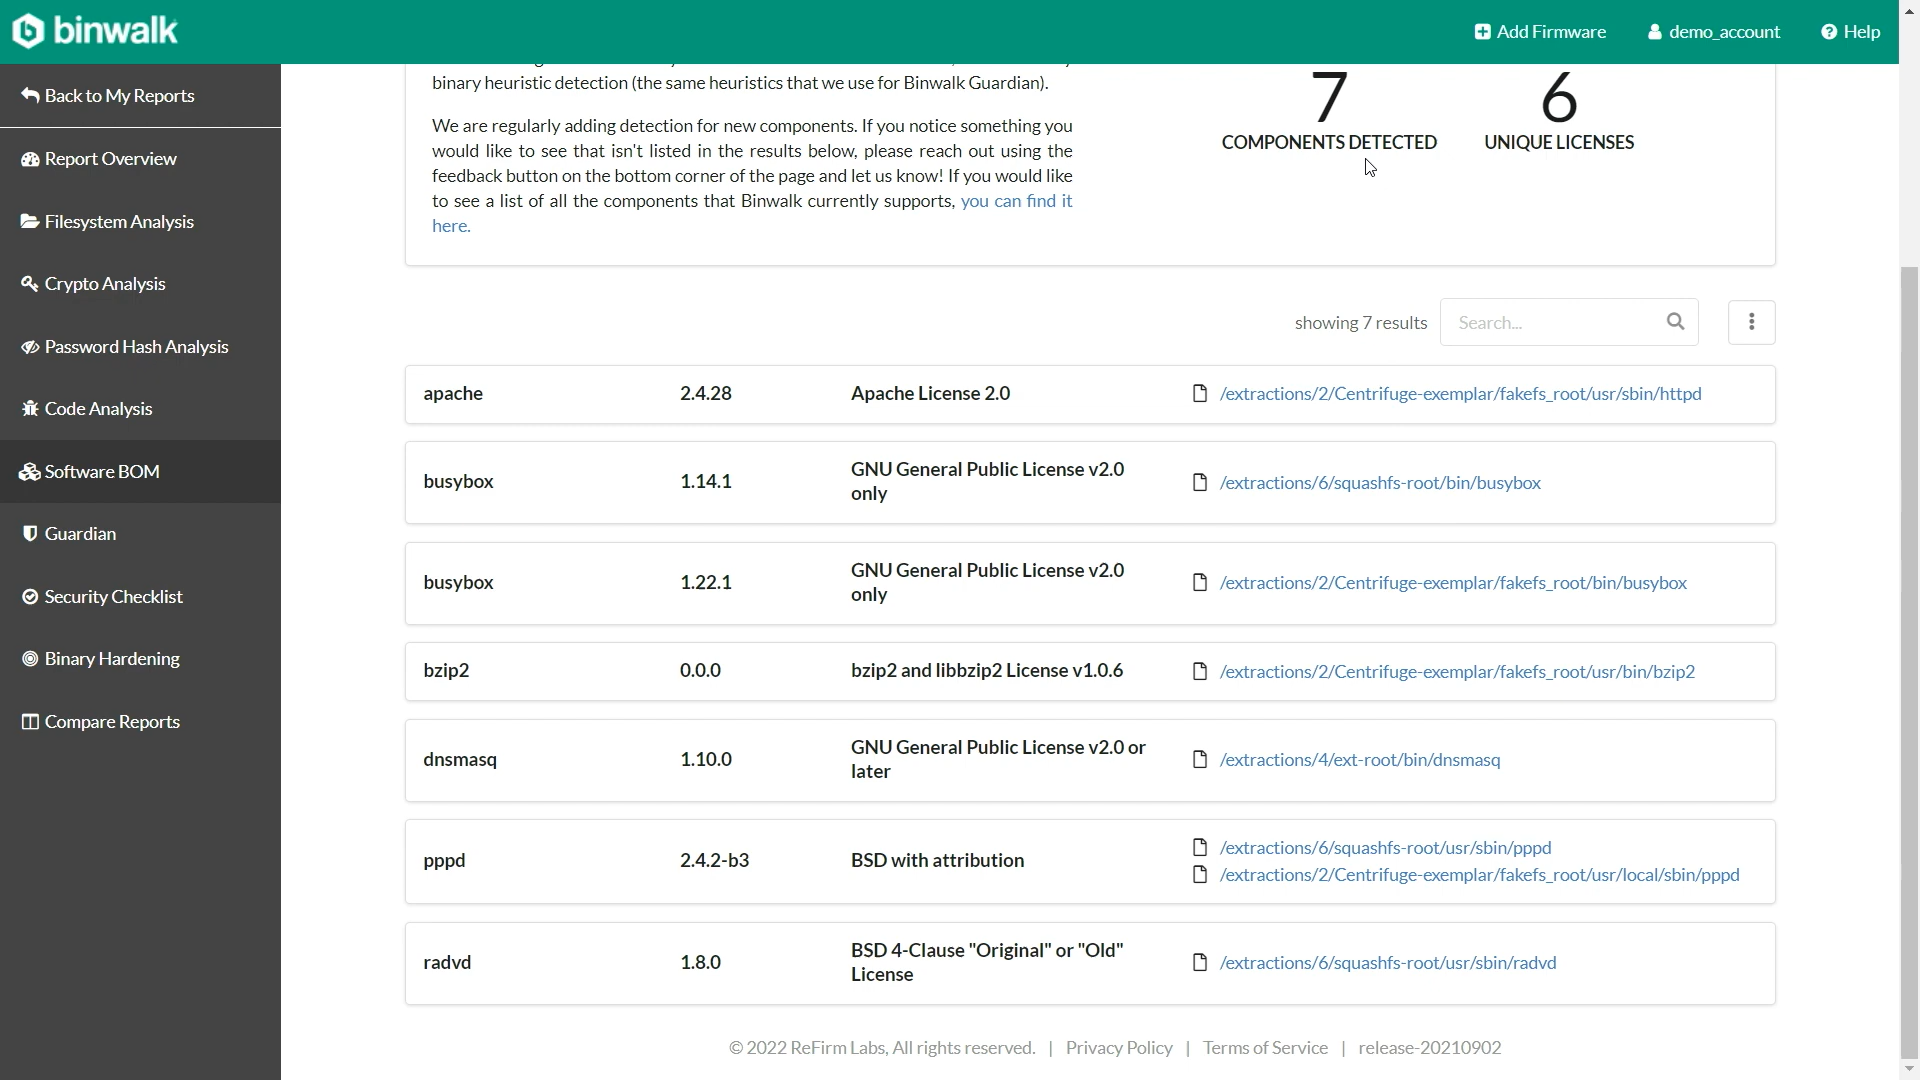 binwalk
Add Firmware
demo_account
Help
Back to My Reports
Report Overview
Filesystem Analysis
Crypto Analysis
Password Hash Analysis
Code Analysis
Software BOM
Guardian
Security Checklist
Binary Hardening
Compare Reports
binary heuristic detection (the same heuristics that we use for Binwalk Guardian).
We are regularly adding detection for new components. If you notice something you
would like to see that isn't listed in the results below, please reach out using the
feedback button on the bottom corner of the page and let us know! If you would like
to see a list of all the components that Binwalk currently supports, you can find it
here.
7
COMPONENTS DETECTED
6
UNIQUE LICENSES
showing 7 results
Search...
apache 2.4.28 Apache License 2.0 /extractions/2/Centrifuge-exemplar/fakefs_root/usr/sbin/httpd
busybox 1.14.1 GNU General Public License v2.0
only
/extractions/6/squashfs-root/bin/busybox
busybox 1.22.1 GNU General Public License v2.0
only
/extractions/2/Centrifuge-exemplar/fakefs_root/bin/busybox
bzip2 0.0.0 bzip2 and libbzip2 License v1.0.6 /extractions/2/Centrifuge-exemplar/fakefs_root/usr/bin/bzip2
dnsmasq 1.10.0 GNU General Public License v2.0 or
later
/extractions/4/ext-root/bin/dnsmasq
pppd 2.4.2-b3 BSD with attribution /extractions/6/squashfs-root/usr/sbin/pppd
/extractions/2/Centrifuge-exemplar/fakefs_root/usr/local/sbin/pppd
radvd 1.8.0 BSD 4-Clause "Original" or "Old"
License
/extractions/6/squashfs-root/usr/sbin/radvd
© 2022 ReFirm Labs, All rights reserved. | Privacy Policy | Terms of Service | release-20210902